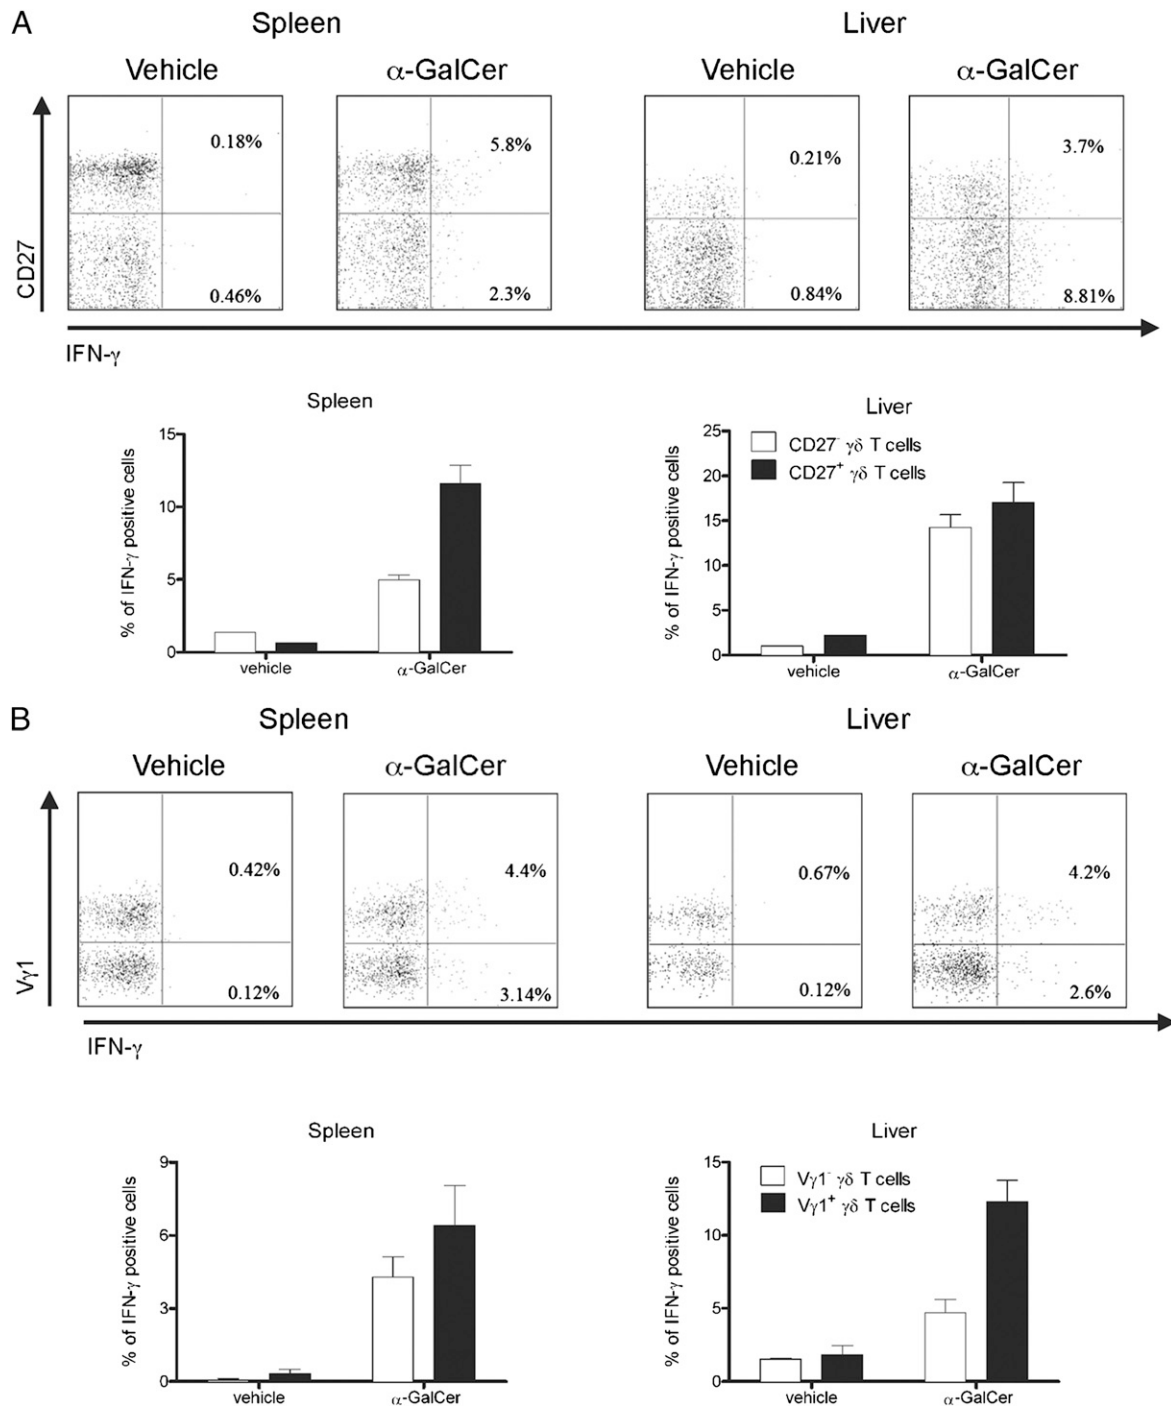 A
Spleen
Liver
Vehicle
α-GalCer
Vehicle
α-GalCer
CD27
0.18%
5.8%
0.21%
3.7%
0.46%
2.3%
0.84%
8.81%
IFN-γ
Spleen
% of IFN-γ positive cells
15
10
5
0
vehicle
α-GalCer
Liver
% of IFN-γ positive cells
25
20
15
10
5
0
CD27⁻ γδ T cells
CD27⁺ γδ T cells
vehicle
α-GalCer
B
Spleen
Liver
Vehicle
α-GalCer
Vehicle
α-GalCer
Vγ1
0.42%
4.4%
0.67%
4.2%
0.12%
3.14%
0.12%
2.6%
IFN-γ
Spleen
% of IFN-γ positive cells
9
6
3
0
vehicle
α-GalCer
Liver
% of IFN-γ positive cells
15
10
5
0
Vγ1⁻ γδ T cells
Vγ1⁺ γδ T cells
vehicle
α-GalCer